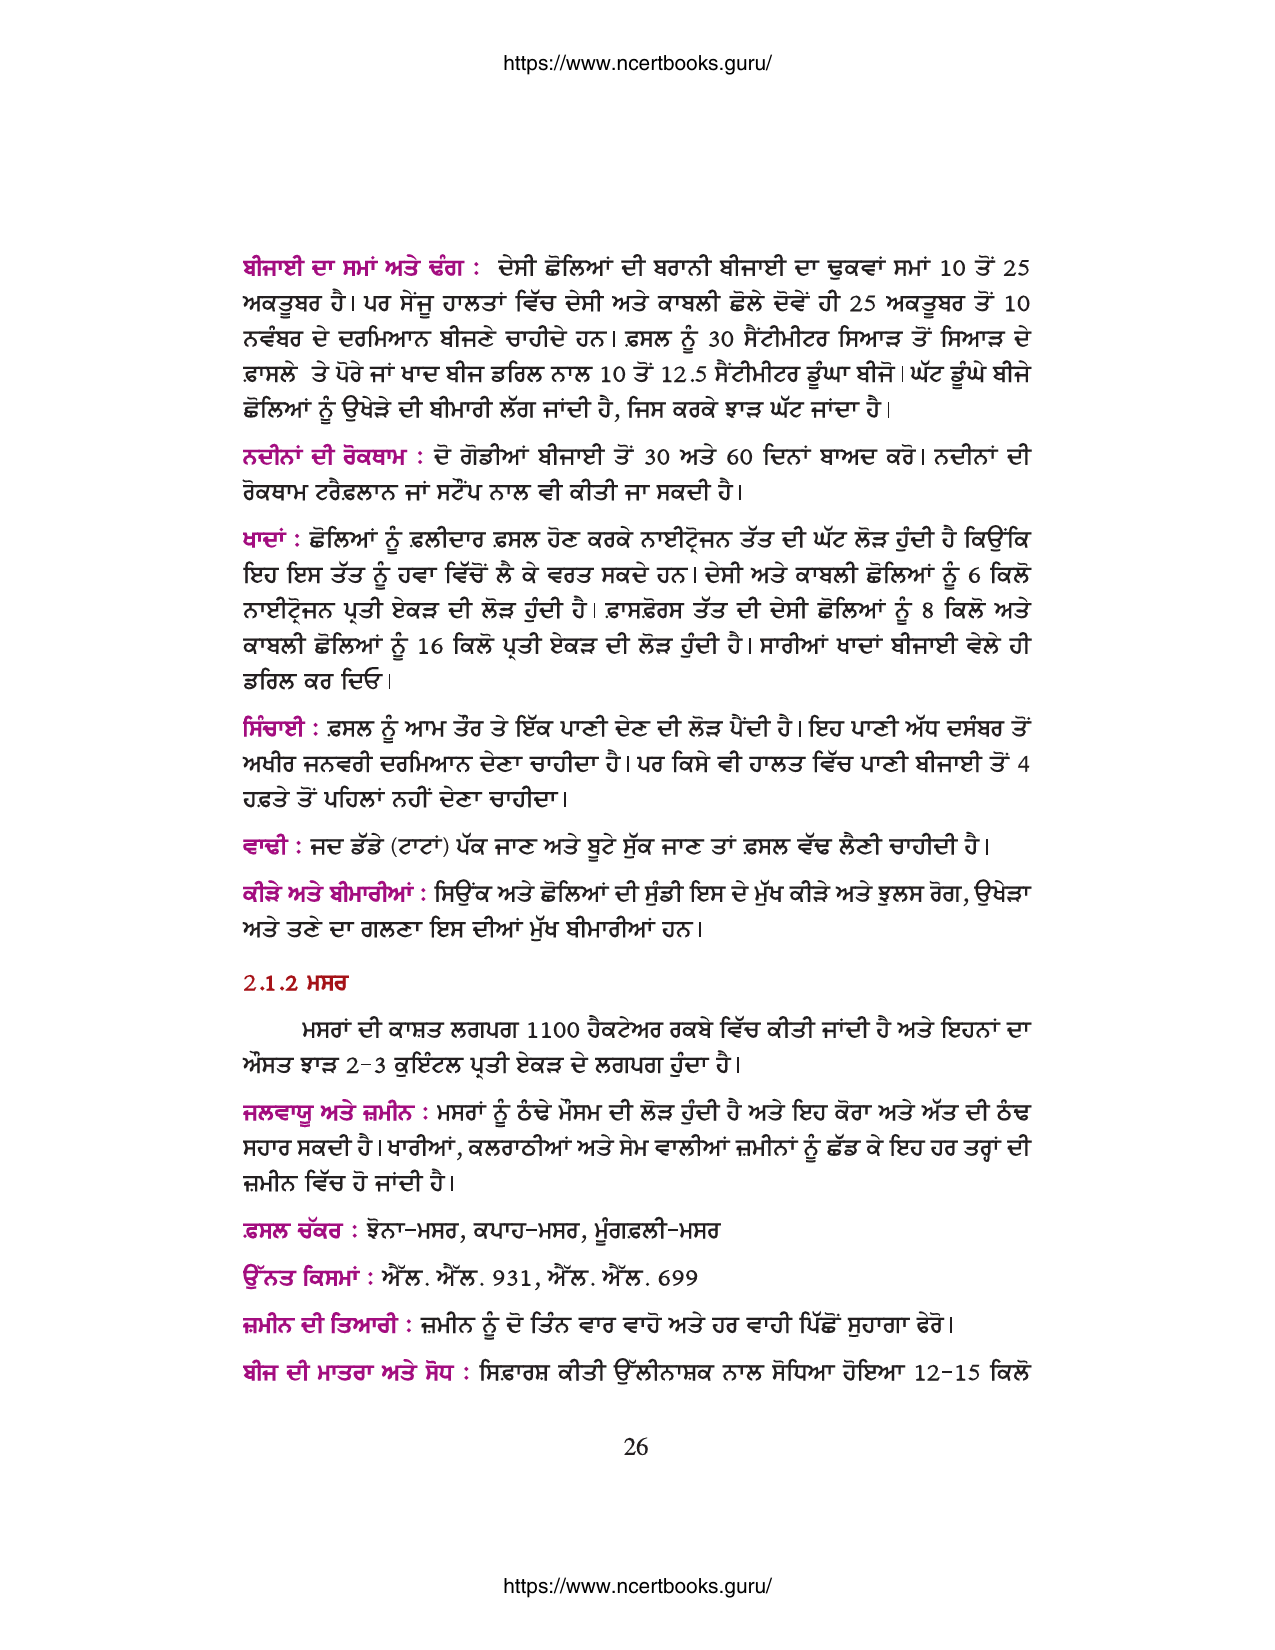 https://www.ncertbooks.guru/
ਬੀਜਾਈ ਦਾ ਸਮਾਂ ਅਤੇ ਢੰਗ : ਦੇਸੀ ਛੋਲਿਆਂ ਦੀ ਬਰਾਨੀ ਬੀਜਾਈ ਦਾ ਢੁਕਵਾਂ ਸਮਾਂ 10 ਤੋਂ 25
ਅਕਤੂਬਰ ਹੈ। ਪਰ ਸੇਂਜੂ ਹਾਲਤਾਂ ਵਿੱਚ ਦੇਸੀ ਅਤੇ ਕਾਬਲੀ ਛੋਲੇ ਦੋਵੇਂ ਹੀ 25 ਅਕਤੂਬਰ ਤੋਂ 10
ਨਵੰਬਰ ਦੇ ਦਰਮਿਆਨ ਬੀਜਣੇ ਚਾਹੀਦੇ ਹਨ। ਫ਼ਸਲ ਨੂੰ 30 ਸੈਂਟੀਮੀਟਰ ਸਿਆੜ ਤੋਂ ਸਿਆੜ ਦੇ
ਫ਼ਾਸਲੇ ਤੇ ਪੋਰੇ ਜਾਂ ਖਾਦ ਬੀਜ ਡਰਿਲ ਨਾਲ 10 ਤੋਂ 12.5 ਸੈਂਟੀਮੀਟਰ ਡੂੰਘਾ ਬੀਜੋ। ਘੱਟ ਡੂੰਘੇ ਬੀਜੇ
ਛੋਲਿਆਂ ਨੂੰ ਉਖੇੜੇ ਦੀ ਬੀਮਾਰੀ ਲੱਗ ਜਾਂਦੀ ਹੈ, ਜਿਸ ਕਰਕੇ ਝਾੜ ਘੱਟ ਜਾਂਦਾ ਹੈ।
ਨਦੀਨਾਂ ਦੀ ਰੋਕਥਾਮ : ਦੋ ਗੋਡੀਆਂ ਬੀਜਾਈ ਤੋਂ 30 ਅਤੇ 60 ਦਿਨਾਂ ਬਾਅਦ ਕਰੋ। ਨਦੀਨਾਂ ਦੀ
ਰੋਕਥਾਮ ਟਰੈਫ਼ਲਾਨ ਜਾਂ ਸਟੌਂਪ ਨਾਲ ਵੀ ਕੀਤੀ ਜਾ ਸਕਦੀ ਹੈ।
ਖਾਦਾਂ : ਛੋਲਿਆਂ ਨੂੰ ਫ਼ਲੀਦਾਰ ਫ਼ਸਲ ਹੋਣ ਕਰਕੇ ਨਾਈਟ੍ਰੋਜਨ ਤੱਤ ਦੀ ਘੱਟ ਲੋੜ ਹੁੰਦੀ ਹੈ ਕਿਉਂਕਿ
ਇਹ ਇਸ ਤੱਤ ਨੂੰ ਹਵਾ ਵਿੱਚੋਂ ਲੈ ਕੇ ਵਰਤ ਸਕਦੇ ਹਨ। ਦੇਸੀ ਅਤੇ ਕਾਬਲੀ ਛੋਲਿਆਂ ਨੂੰ 6 ਕਿਲੋ
ਨਾਈਟ੍ਰੋਜਨ ਪ੍ਰਤੀ ਏਕੜ ਦੀ ਲੋੜ ਹੁੰਦੀ ਹੈ। ਫ਼ਾਸਫ਼ੋਰਸ ਤੱਤ ਦੀ ਦੇਸੀ ਛੋਲਿਆਂ ਨੂੰ 8 ਕਿਲੋ ਅਤੇ
ਕਾਬਲੀ ਛੋਲਿਆਂ ਨੂੰ 16 ਕਿਲੋ ਪ੍ਰਤੀ ਏਕੜ ਦੀ ਲੋੜ ਹੁੰਦੀ ਹੈ। ਸਾਰੀਆਂ ਖਾਦਾਂ ਬੀਜਾਈ ਵੇਲੇ ਹੀ
ਡਰਿਲ ਕਰ ਦਿਓ।
ਸਿੰਚਾਈ : ਫ਼ਸਲ ਨੂੰ ਆਮ ਤੌਰ ਤੇ ਇੱਕ ਪਾਣੀ ਦੇਣ ਦੀ ਲੋੜ ਪੈਂਦੀ ਹੈ। ਇਹ ਪਾਣੀ ਅੱਧ ਦਸੰਬਰ ਤੋਂ
ਅਖੀਰ ਜਨਵਰੀ ਦਰਮਿਆਨ ਦੇਣਾ ਚਾਹੀਦਾ ਹੈ। ਪਰ ਕਿਸੇ ਵੀ ਹਾਲਤ ਵਿੱਚ ਪਾਣੀ ਬੀਜਾਈ ਤੋਂ 4
ਹਫ਼ਤੇ ਤੋਂ ਪਹਿਲਾਂ ਨਹੀਂ ਦੇਣਾ ਚਾਹੀਦਾ।
ਵਾਢੀ : ਜਦ ਡੱਡੇ (ਟਾਟਾਂ) ਪੱਕ ਜਾਣ ਅਤੇ ਬੂਟੇ ਸੁੱਕ ਜਾਣ ਤਾਂ ਫ਼ਸਲ ਵੱਢ ਲੈਣੀ ਚਾਹੀਦੀ ਹੈ।
ਕੀੜੇ ਅਤੇ ਬੀਮਾਰੀਆਂ : ਸਿਉਂਕ ਅਤੇ ਛੋਲਿਆਂ ਦੀ ਸੁੰਡੀ ਇਸ ਦੇ ਮੁੱਖ ਕੀੜੇ ਅਤੇ ਝੁਲਸ ਰੋਗ, ਉਖੇੜਾ
ਅਤੇ ਤਣੇ ਦਾ ਗਲਣਾ ਇਸ ਦੀਆਂ ਮੁੱਖ ਬੀਮਾਰੀਆਂ ਹਨ।
2.1.2 ਮਸਰ
ਮਸਰਾਂ ਦੀ ਕਾਸ਼ਤ ਲਗਪਗ 1100 ਹੈਕਟੇਅਰ ਰਕਬੇ ਵਿੱਚ ਕੀਤੀ ਜਾਂਦੀ ਹੈ ਅਤੇ ਇਹਨਾਂ ਦਾ
ਔਸਤ ਝਾੜ 2-3 ਕੁਇੰਟਲ ਪ੍ਰਤੀ ਏਕੜ ਦੇ ਲਗਪਗ ਹੁੰਦਾ ਹੈ।
ਜਲਵਾਯੂ ਅਤੇ ਜ਼ਮੀਨ : ਮਸਰਾਂ ਨੂੰ ਠੰਢੇ ਮੌਸਮ ਦੀ ਲੋੜ ਹੁੰਦੀ ਹੈ ਅਤੇ ਇਹ ਕੋਰਾ ਅਤੇ ਅੱਤ ਦੀ ਠੰਢ
ਸਹਾਰ ਸਕਦੀ ਹੈ। ਖਾਰੀਆਂ, ਕਲਰਾਠੀਆਂ ਅਤੇ ਸੇਮ ਵਾਲੀਆਂ ਜ਼ਮੀਨਾਂ ਨੂੰ ਛੱਡ ਕੇ ਇਹ ਹਰ ਤਰ੍ਹਾਂ ਦੀ
ਜ਼ਮੀਨ ਵਿੱਚ ਹੋ ਜਾਂਦੀ ਹੈ।
ਫ਼ਸਲ ਚੱਕਰ : ਝੋਨਾ-ਮਸਰ, ਕਪਾਹ-ਮਸਰ, ਮੂੰਗਫ਼ਲੀ-ਮਸਰ
ਉੱਨਤ ਕਿਸਮਾਂ : ਐੱਲ. ਐੱਲ. 931, ਐੱਲ. ਐੱਲ. 699
ਜ਼ਮੀਨ ਦੀ ਤਿਆਰੀ : ਜ਼ਮੀਨ ਨੂੰ ਦੋ ਤਿੰਨ ਵਾਰ ਵਾਹੋ ਅਤੇ ਹਰ ਵਾਹੀ ਪਿੱਛੋਂ ਸੁਹਾਗਾ ਫੇਰੋ।
ਬੀਜ ਦੀ ਮਾਤਰਾ ਅਤੇ ਸੋਧ : ਸਿਫ਼ਾਰਸ਼ ਕੀਤੀ ਉੱਲੀਨਾਸ਼ਕ ਨਾਲ ਸੋਧਿਆ ਹੋਇਆ 12-15 ਕਿਲੋ
26
https://www.ncertbooks.guru/